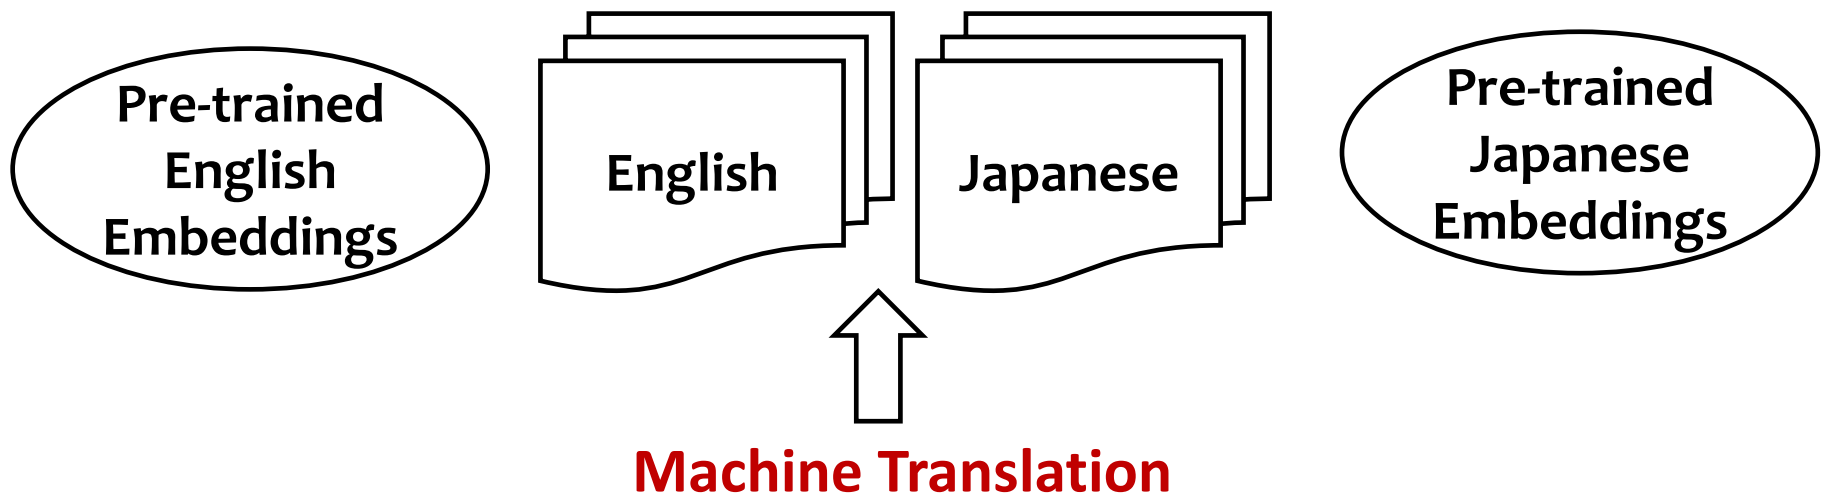 Pre-trained
English
Embeddings
English
Japanese
Pre-trained
Japanese
Embeddings
Machine Translation